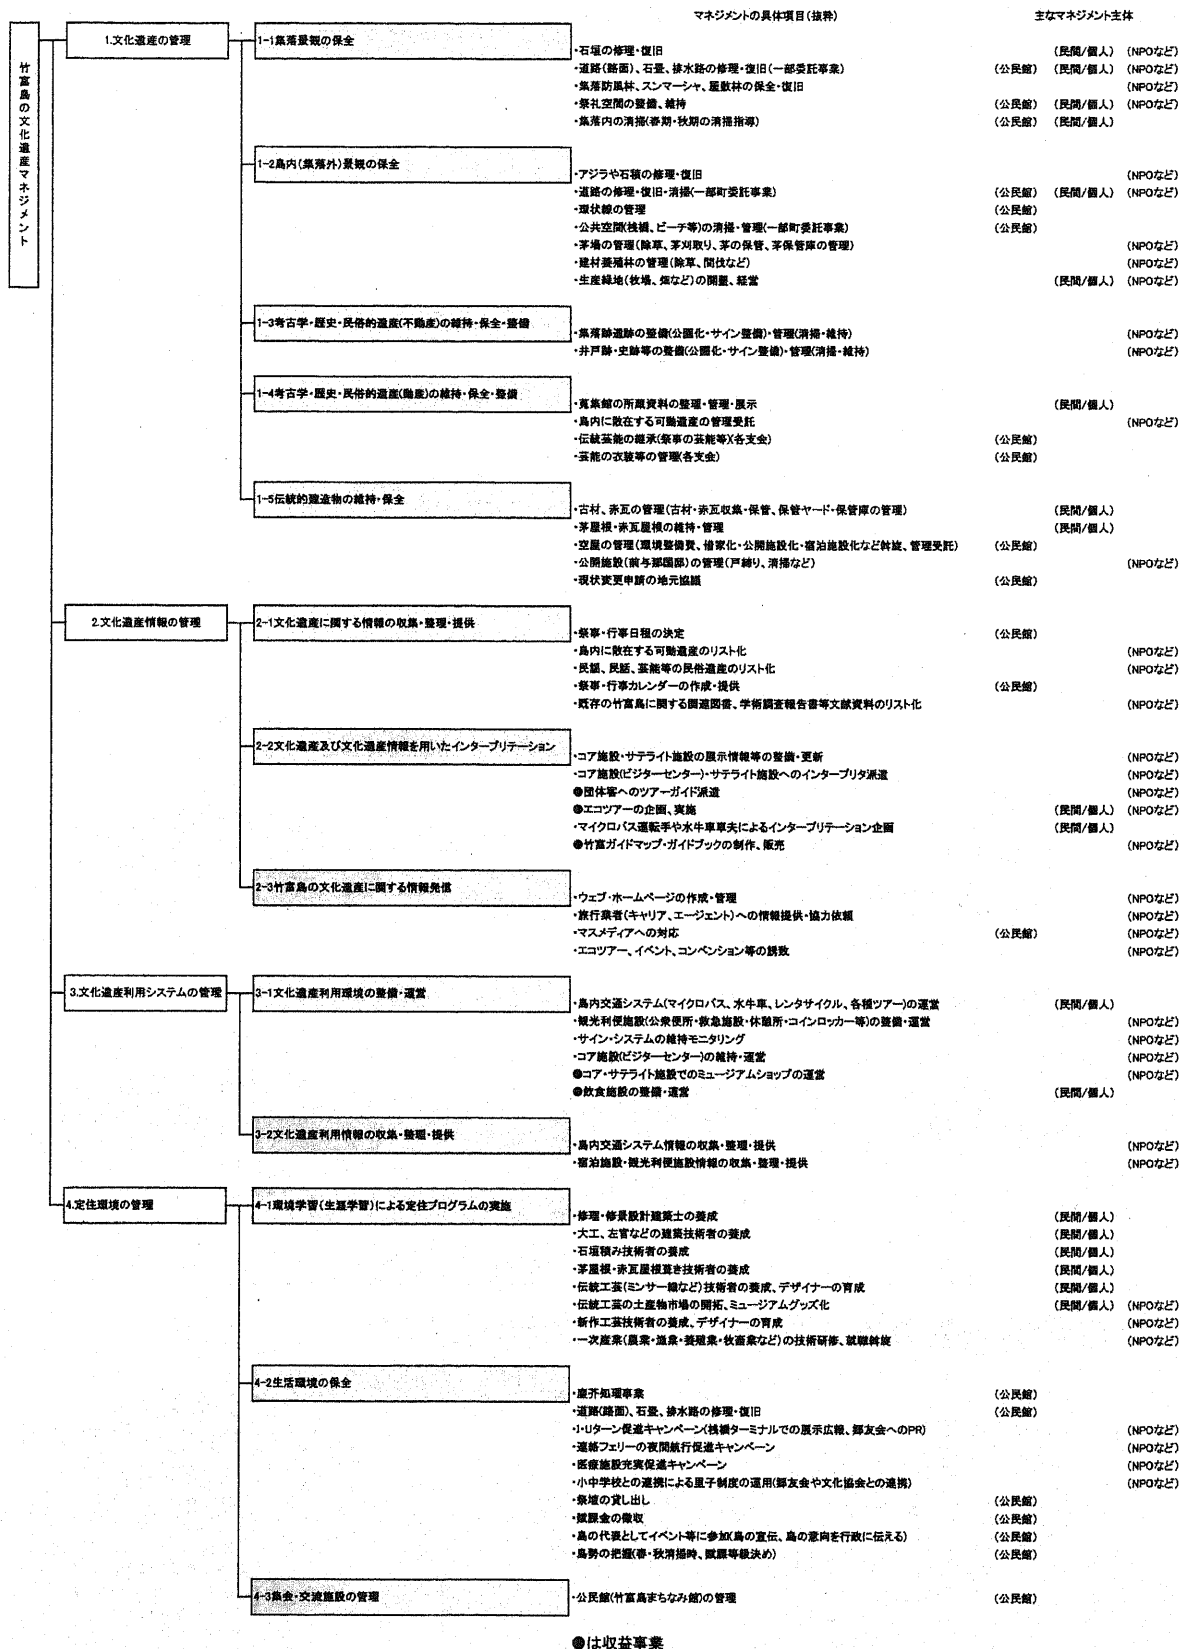 マネジメントの具体項目(抜粋) 主なマネジメント主体
竹富島の文化遺産マネジメント
1.文化遺産の管理
1-1集落景観の保全
・石垣の修理・復旧 (民間/個人) (NPOなど)
・道路(路面)、石畳、排水路の修理・復旧(一部委託事業) (公民館) (民間/個人) (NPOなど)
・集落防風林、スンマーシャ、屋敷林の保全・復旧 (NPOなど)
・祭礼空間の整備、維持 (公民館) (民間/個人) (NPOなど)
・集落内の清掃(春期・秋期の清掃指導) (公民館) (民間/個人)
1-2島内(集落外)景観の保全
・アジラや石積の修理・復旧 (NPOなど)
・道路の修理・復旧・清掃(一部町委託事業) (公民館) (民間/個人) (NPOなど)
・環状線の管理 (公民館)
・公共空間(桟橋、ビーチ等)の清掃・管理(一部町委託事業) (公民館)
・茅場の管理(除草、茅刈取り、茅の保管、茅保管庫の管理) (NPOなど)
・建材養殖林の管理(除草、間伐など) (NPOなど)
・生産緑地(牧場、畑など)の開墾、経営 (民間/個人) (NPOなど)
1-3考古学・歴史・民俗的遺産(不動産)の維持・保全・整備
・集落跡遺跡の整備(公園化・サイン整備)・管理(清掃・維持) (NPOなど)
・井戸跡・史跡等の整備(公園化・サイン整備)・管理(清掃・維持) (NPOなど)
1-4考古学・歴史・民俗的遺産(動産)の維持・保全・整備
・蒐集館の所蔵資料の整理・管理・展示 (民間/個人)
・島内に散在する可動遺産の管理受託 (NPOなど)
・伝統芸能の継承(祭事の芸能等)(各支会) (公民館)
・芸能の衣装等の管理(各支会) (公民館)
1-5伝統的建造物の維持・保全
・古材、赤瓦の管理(古材・赤瓦収集・保管、保管ヤード・保管庫の管理) (民間/個人)
・茅屋根・赤瓦屋根の維持・管理 (民間/個人)
・空屋の管理(環境整備費、借家化・公開施設化・宿泊施設化など斡旋、管理受託) (公民館)
・公開施設(前与那国邸)の管理(戸締り、清掃など) (NPOなど)
・現状変更申請の地元協議 (公民館)
2.文化遺産情報の管理
2-1文化遺産に関する情報の収集・整理・提供
・祭事・行事日程の決定 (公民館)
・島内に散在する可動遺産のリスト化 (NPOなど)
・民謡、民話、芸能等の民俗遺産のリスト化 (NPOなど)
・祭事・行事カレンダーの作成・提供 (公民館)
・既存の竹富島に関する関連図書、学術調査報告書等文献資料のリスト化 (NPOなど)
2-2文化遺産及び文化遺産情報を用いたインタープリテーション
・コア施設・サテライト施設の展示情報等の整備・更新 (NPOなど)
・コア施設(ビジターセンター)・サテライト施設へのインタープリタ派遣 (NPOなど)
●団体客へのツアーガイド派遣 (NPOなど)
●エコツアーの企画、実施 (民間/個人) (NPOなど)
・マイクロバス運転手や水牛車車夫によるインタープリテーション企画 (民間/個人)
●竹富ガイドマップ・ガイドブックの制作、販売 (NPOなど)
2-3竹富島の文化遺産に関する情報発信
・ウェブ・ホームページの作成・管理 (NPOなど)
・旅行業者(キャリア、エージェント)への情報提供・協力依頼 (NPOなど)
・マスメディアへの対応 (公民館) (NPOなど)
・エコツアー、イベント、コンベンション等の誘致 (NPOなど)
3.文化遺産利用システムの管理
3-1文化遺産利用環境の整備・運営
・島内交通システム(マイクロバス、水牛車、レンタサイクル、各種ツアー)の運営 (民間/個人)
・観光利便施設(公衆便所・救急施設・休憩所・コインロッカー等)の整備・運営 (NPOなど)
・サイン・システムの維持モニタリング (NPOなど)
・コア施設(ビジターセンター)の維持・運営 (NPOなど)
●コア・サテライト施設でのミュージアムショップの運営 (NPOなど)
●飲食施設の整備・運営 (民間/個人)
3-2文化遺産利用情報の収集・整理・提供
・島内交通システム情報の収集・整理・提供 (NPOなど)
・宿泊施設・観光利便施設情報の収集・整理・提供 (NPOなど)
4.定住環境の管理
4-1環境学習(生涯学習)による定住プログラムの実施
・修理・修景設計建築士の養成 (民間/個人)
・大工、左官などの建築技術者の養成 (民間/個人)
・石垣積み技術者の養成 (民間/個人)
・茅屋根・赤瓦屋根葺き技術者の養成 (民間/個人)
・伝統工芸(ミンサー織など)技術者の養成、デザイナーの育成 (民間/個人)
・伝統工芸の土産物市場の開拓、ミュージアムグッズ化 (民間/個人) (NPOなど)
・新作工芸技術者の養成、デザイナーの育成 (NPOなど)
・一次産業(農業・漁業・養殖業・牧畜業など)の技術研修、就職斡旋 (NPOなど)
4-2生活環境の保全
・塵芥処理事業 (公民館)
・道路(路面)、石畳、排水路の修理・復旧 (公民館)
・I・Uターン促進キャンペーン(桟橋ターミナルでの展示広報、郷友会へのPR) (NPOなど)
・連絡フェリーの夜間航行促進キャンペーン (NPOなど)
・医療施設充実促進キャンペーン (NPOなど)
・小中学校との連携による里子制度の運用(郷友会や文化協会との連携) (NPOなど)
・祭壇の貸し出し (公民館)
・賦課金の徴収 (公民館)
・島の代表としてイベント等に参加(島の宣伝、島の意向を行政に伝える) (公民館)
・島勢の把握(春・秋清掃時、賦課等級決め) (公民館)
4-3集会・交流施設の管理
・公民館(竹富島まちなみ館)の管理 (公民館)
●は収益事業